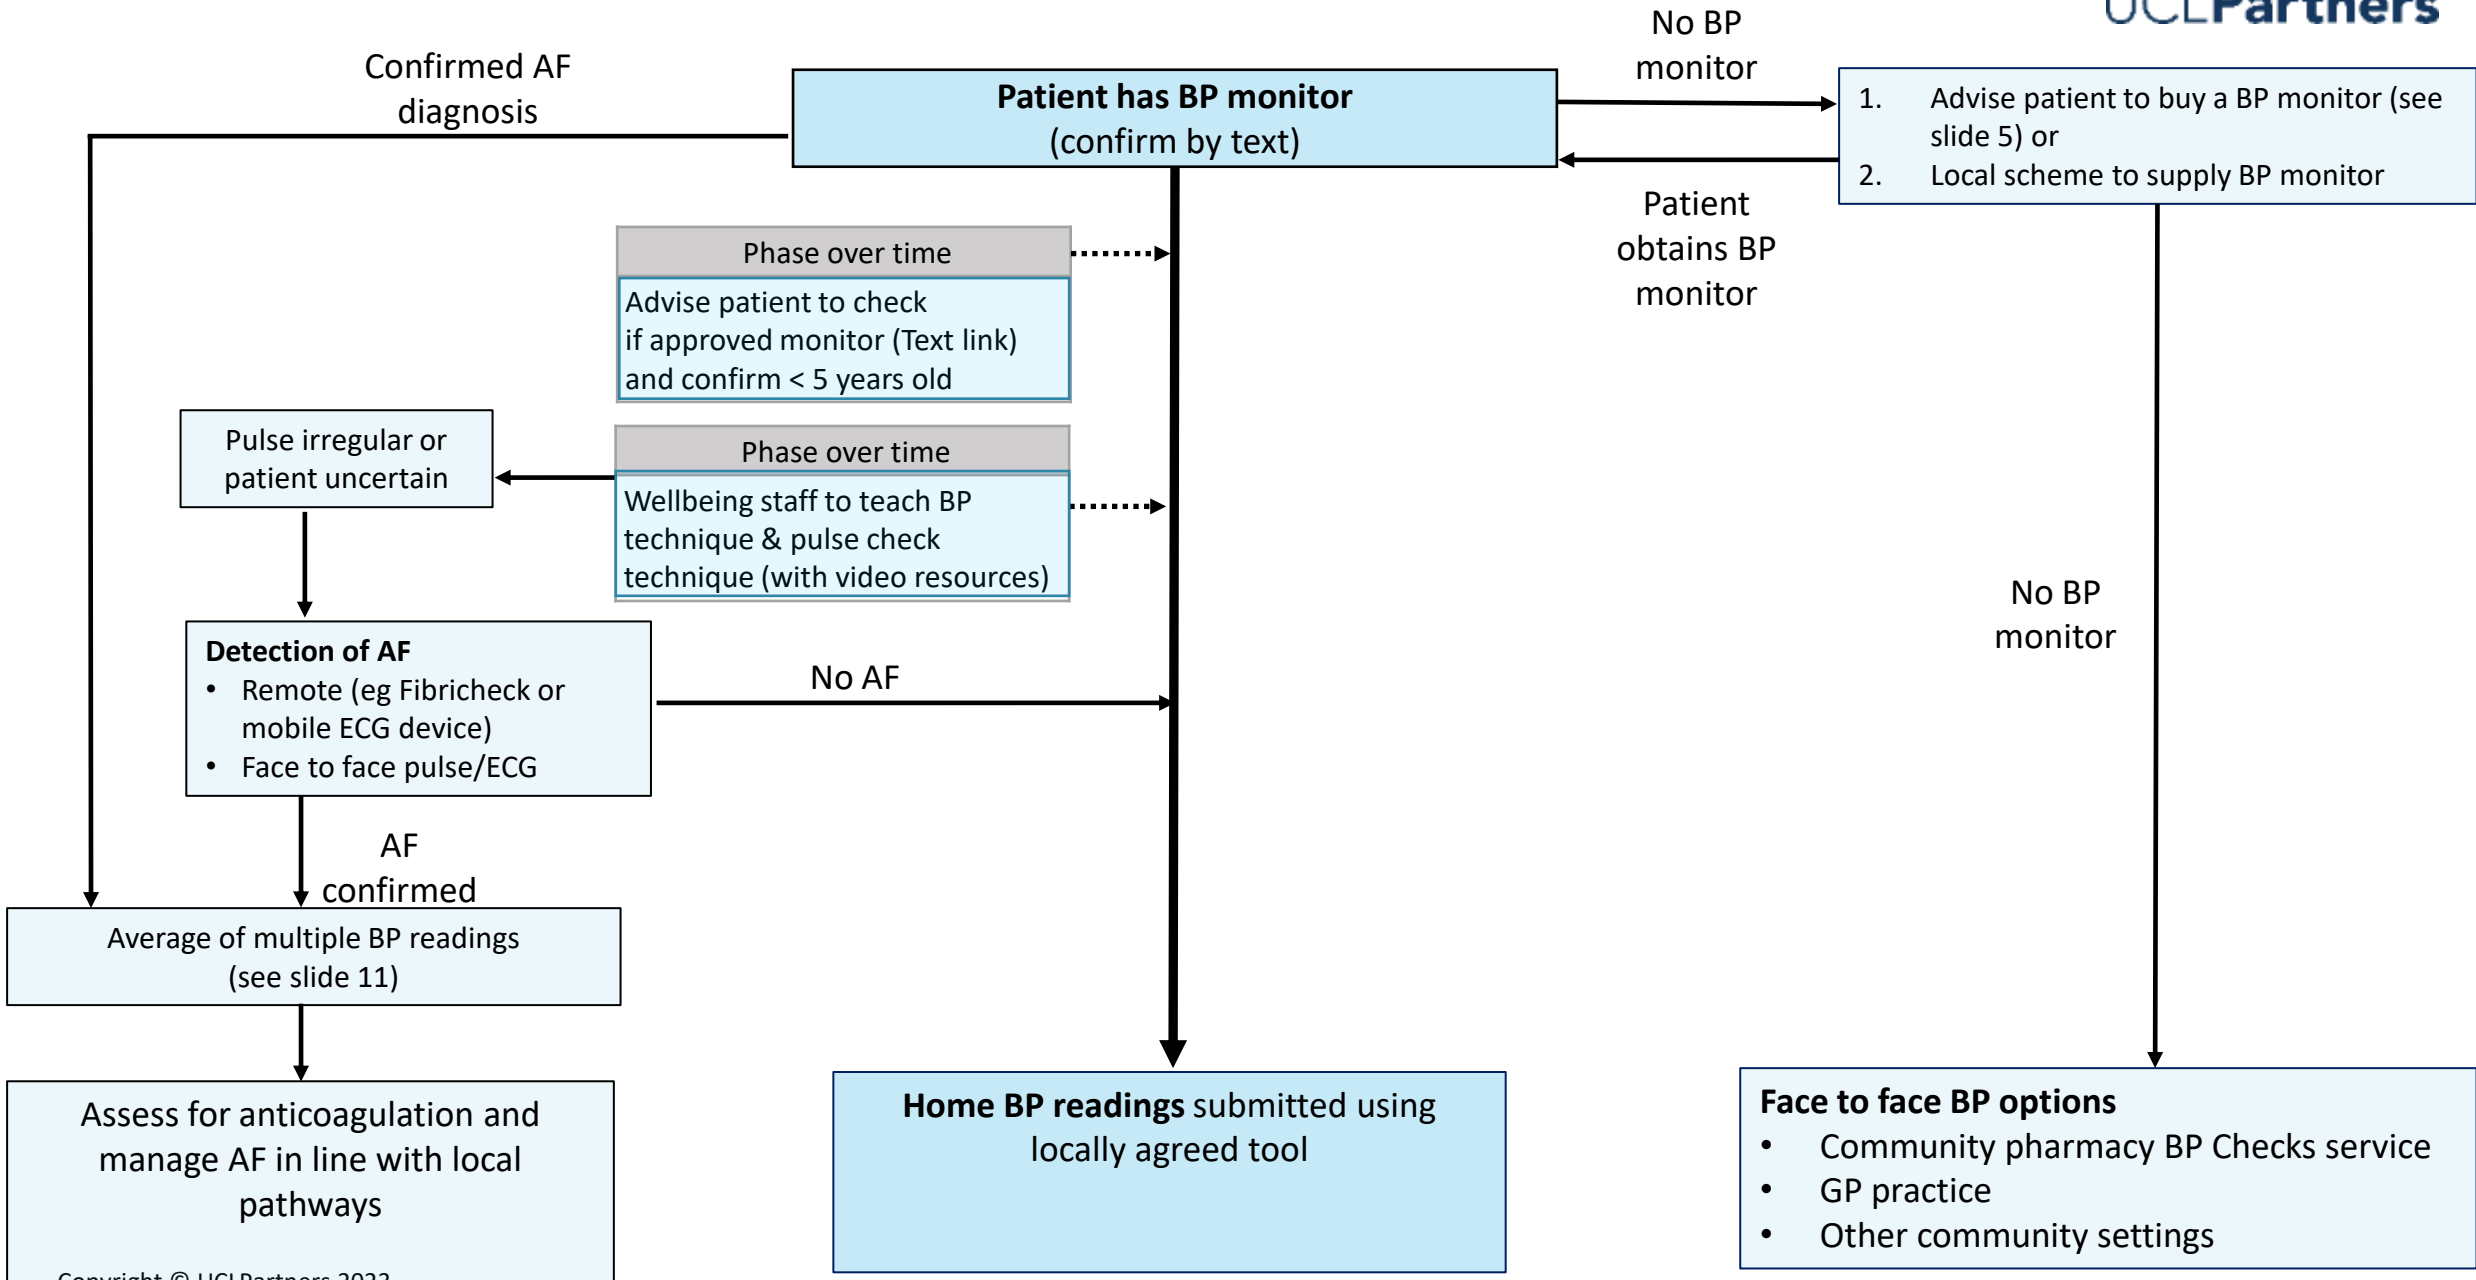 UCLPartners
No BP
monitor
Confirmed AF
diagnosis
Patient has BP monitor
(confirm by text)
1. Advise patient to buy a BP monitor (see
slide 5) or
2. Local scheme to supply BP monitor
Patient
obtains BP
monitor
Phase over time
Advise patient to check
if approved monitor (Text link)
and confirm < 5 years old
Pulse irregular or
patient uncertain
Phase over time
Wellbeing staff to teach BP
technique & pulse check
technique (with video resources)
No BP
monitor
Detection of AF
• Remote (eg Fibricheck or
mobile ECG device)
• Face to face pulse/ECG
No AF
AF
confirmed
Average of multiple BP readings
(see slide 11)
Assess for anticoagulation and
manage AF in line with local
pathways
Home BP readings submitted using
locally agreed tool
Face to face BP options
• Community pharmacy BP Checks service
• GP practice
• Other community settings
Copyright © UCLPartners 2023